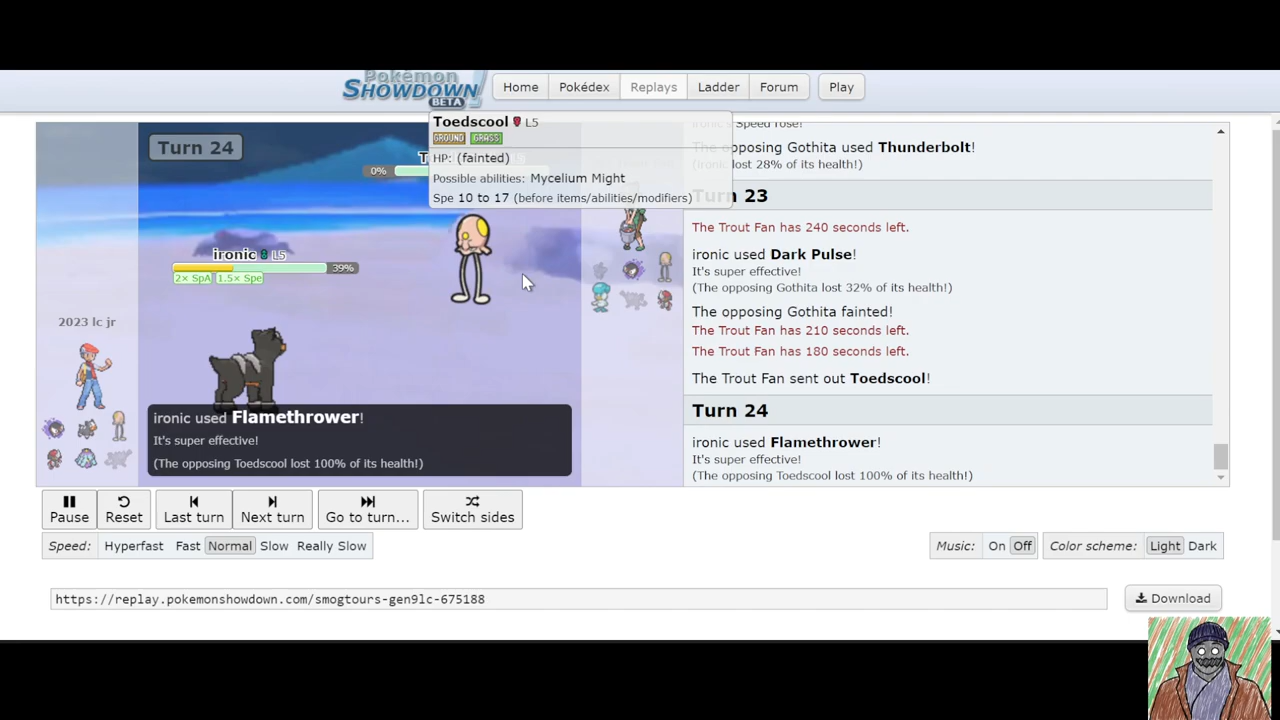 Pokémon
SHOWDOWN
BETA
Home
Pokédex
Replays
Ladder
Forum
Play
Toedscool L5
GROUND GRASS
HP: (fainted)
Possible abilities: Mycelium Might
Spe 10 to 17 (before items/abilities/modifiers)
Turn 24
0%
ironic L5
39%
2× SpA 1.5× Spe
2023 lc jr
ironic used Flamethrower!
It's super effective!
(The opposing Toedscool lost 100% of its health!)
ironic's Speed rose!
The opposing Gothita used Thunderbolt!
(ironic lost 28% of its health!)
Turn 23
The Trout Fan has 240 seconds left.
ironic used Dark Pulse!
It's super effective!
(The opposing Gothita lost 32% of its health!)
The opposing Gothita fainted!
The Trout Fan has 210 seconds left.
The Trout Fan has 180 seconds left.
The Trout Fan sent out Toedscool!
Turn 24
ironic used Flamethrower!
It's super effective!
(The opposing Toedscool lost 100% of its health!)
Pause
Reset
Last turn
Next turn
Go to turn...
Switch sides
Speed: Hyperfast Fast Normal Slow Really Slow
Music: On Off
Color scheme: Light Dark
https://replay.pokemonshowdown.com/smogtours-gen9lc-675188
Download